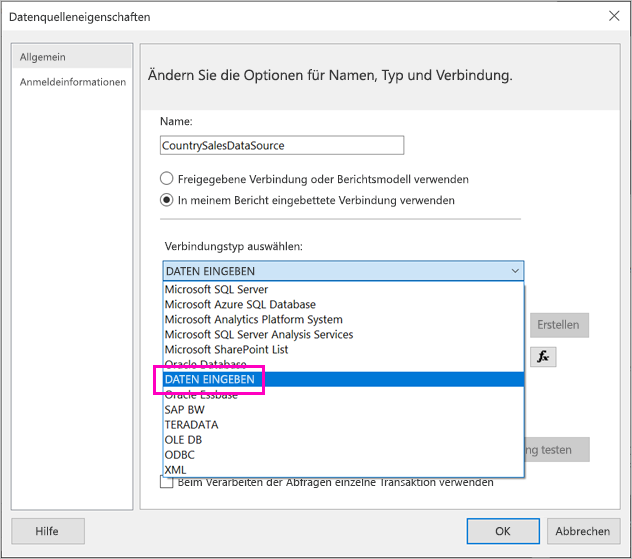 Datenquelleneigenschaften
Allgemein
Anmeldeinformationen
Ändern Sie die Optionen für Namen, Typ und Verbindung.
Name:
CountrySalesDataSource
Freigegebene Verbindung oder Berichtsmodell verwenden
In meinem Bericht eingebettete Verbindung verwenden
Verbindungstyp auswählen:
DATEN EINGEBEN
Microsoft SQL Server
Microsoft Azure SQL Database
Microsoft Analytics Platform System
Microsoft SQL Server Analysis Services
Microsoft SharePoint List
Oracle Database
DATEN EINGEBEN
Oracle Essbase
SAP BW
TERADATA
OLE DB
ODBC
XML
Erstellen
fx
ng testen
Beim Verarbeiten der Abfragen einzelne Transaktion verwenden
Hilfe
OK
Abbrechen